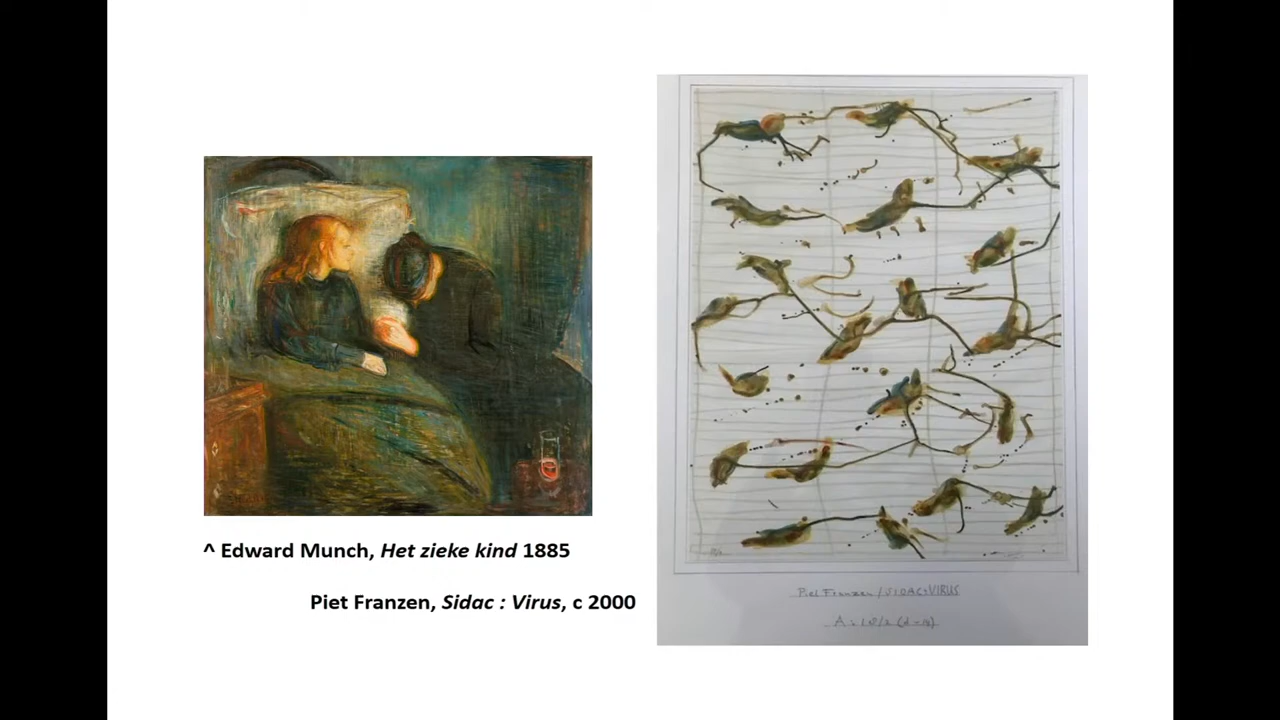 ^ Edward Munch, Het zieke kind 1885
Piet Franzen, Sidac : Virus, c 2000
Piet Franzen / SIDAC: VIRUS